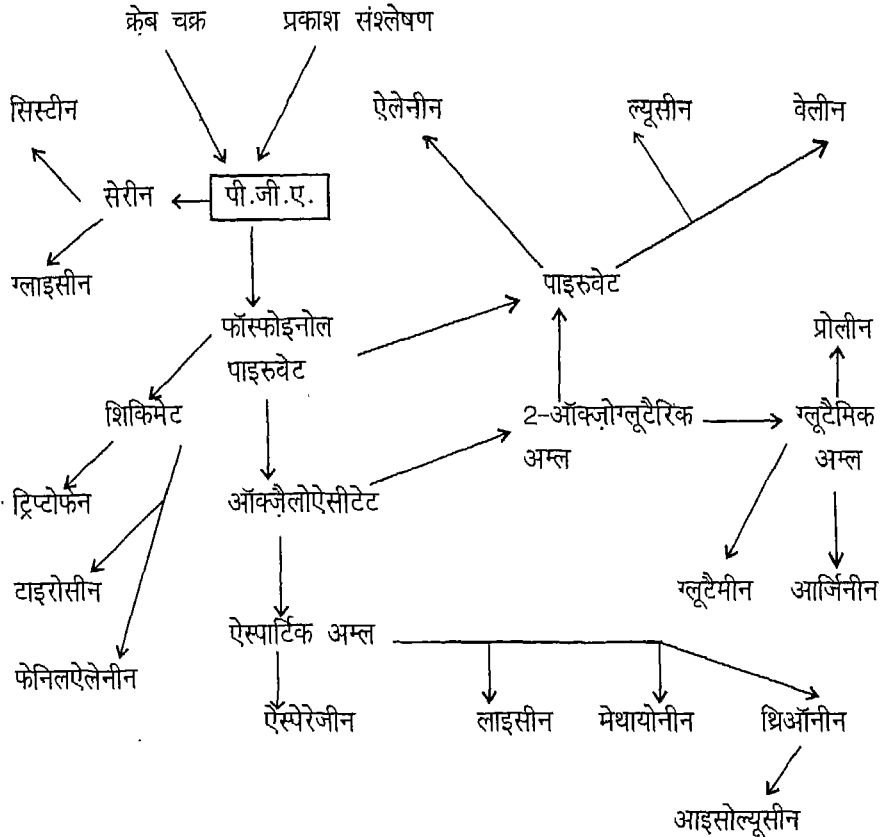 क्रेब चक्र
प्रकाश संश्लेषण
सिस्टीन
ऐलेनीन
ल्यूसीन
वेलीन
सेरीन
पी.जी.ए.
ग्लाइसीन
पाइरुवेट
फॉस्फोइनोल
पाइरुवेट
प्रोलीन
शिकिमेट
2-ऑक्ज़ोग्लूटैरिक
अम्ल
ग्लूटैमिक
अम्ल
ट्रिप्टोफेन
ऑक्ज़ैलोऐसीटेट
टाइरोसीन
ग्लूटैमीन
आर्जिनीन
ऐस्पार्टिक अम्ल
फेनिलऐलेनीन
ऐस्पेरेजीन
लाइसीन
मेथायोनीन
थ्रिऑनीन
आइसोल्यूसीन